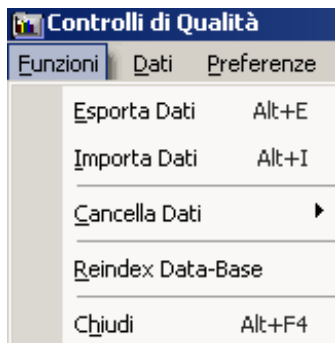 Controlli di Qualità
Funzioni Dati Preferenze
Esporta Dati Alt+E
Importa Dati Alt+I
Cancella Dati
Reindex Data-Base
Chiudi Alt+F4